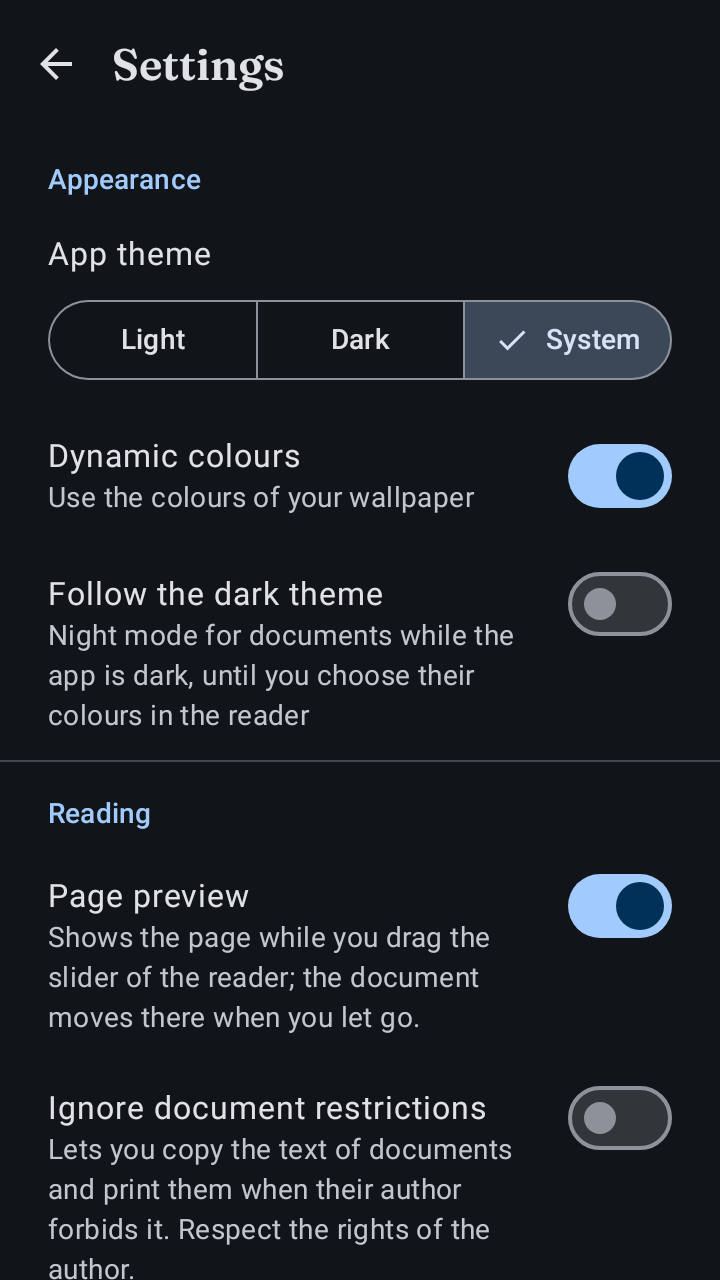 Settings
Appearance
App theme
Light
Dark
System
Dynamic colours
Use the colours of your wallpaper
Follow the dark theme
Night mode for documents while the
app is dark, until you choose their
colours in the reader
Reading
Page preview
Shows the page while you drag the
slider of the reader; the document
moves there when you let go.
Ignore document restrictions
Lets you copy the text of documents
and print them when their author
forbids it. Respect the rights of the
author.